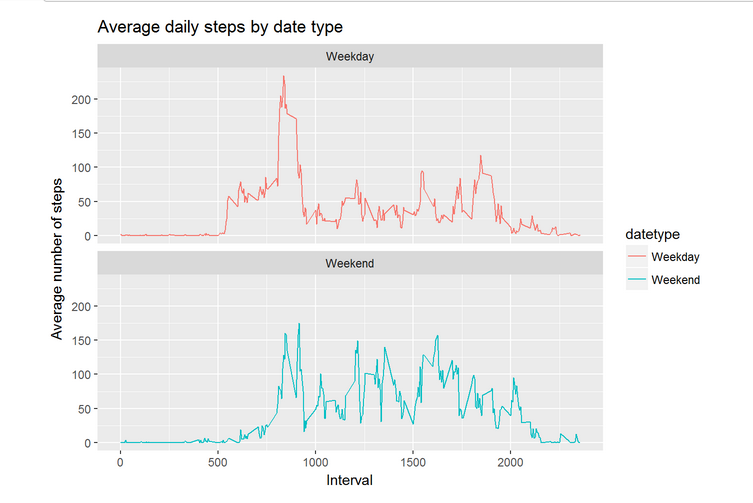 Average daily steps by date type
Weekday
200
150
100
50
0
Weekend
200
150
100
50
0
Average number of steps
0
500
1000
1500
2000
Interval
datetype
Weekday
Weekend